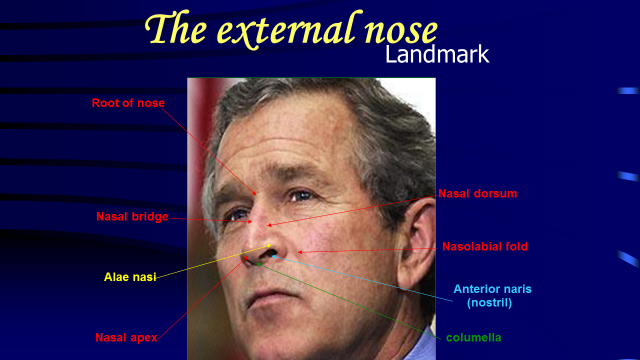 The external nose
Landmark
Root of nose
Nasal dorsum
Nasal bridge
Nasolabial fold
Alae nasi
Anterior naris
(nostril)
Nasal apex
columella